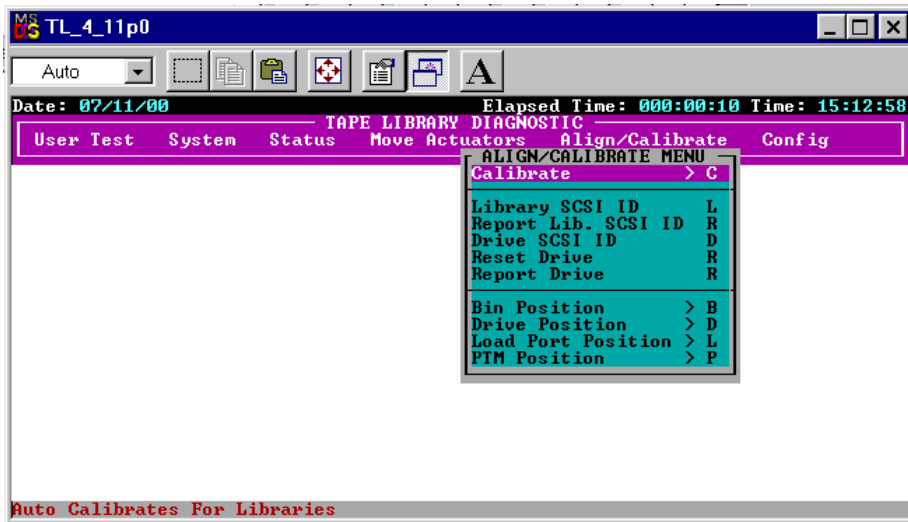 MS DOS TL_4_11p0
Auto A
Date: 07/11/00 Elapsed Time: 000:00:10 Time: 15:12:58
TAPE LIBRARY DIAGNOSTIC
User Test System Status Move Actuators Align/Calibrate Config
ALIGN/CALIBRATE MENU
Calibrate > C
Library SCSI ID L
Report Lib. SCSI ID R
Drive SCSI ID D
Reset Drive R
Report Drive R
Bin Position > B
Drive Position > D
Load Port Position > L
PTM Position > P
Auto Calibrates For Libraries